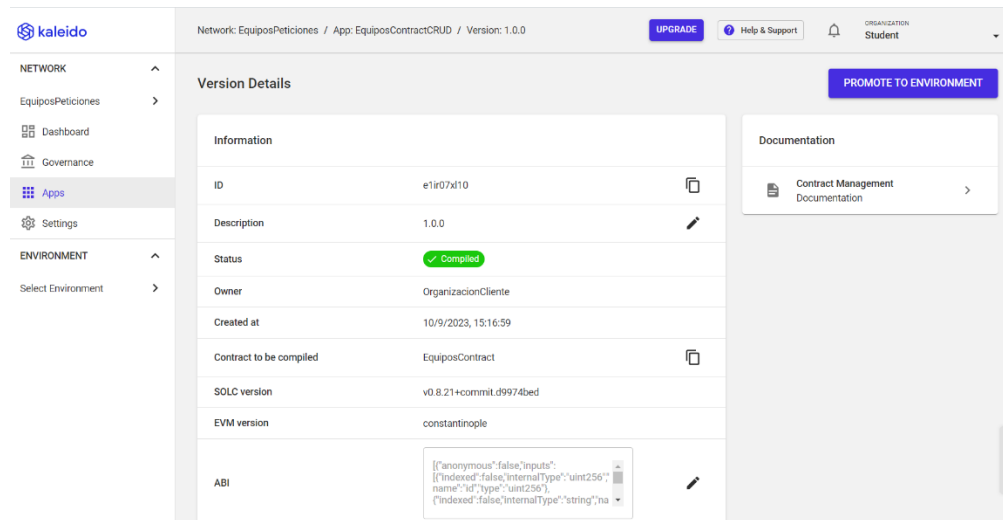 kaleido
Network: EquiposPeticiones / App: EquiposContractCRUD / Version: 1.0.0
UPGRADE
Help & Support
ORGANIZATION
Student
NETWORK
EquiposPeticiones
Dashboard
Governance
Apps
Settings
ENVIRONMENT
Select Environment
Version Details
PROMOTE TO ENVIRONMENT
Information
ID
e1ir07xl10
Description
1.0.0
Status
Compiled
Owner
OrganizacionCliente
Created at
10/9/2023, 15:16:59
Contract to be compiled
EquiposContract
SOLC version
v0.8.21+commit.d9974bed
EVM version
constantinople
ABI
[{"anonymous":false,"inputs":
[{"indexed":false,"internalType":"uint256","
name":"id","type":"uint256"},
{"indexed":false,"internalType":"string","na
Documentation
Contract Management
Documentation